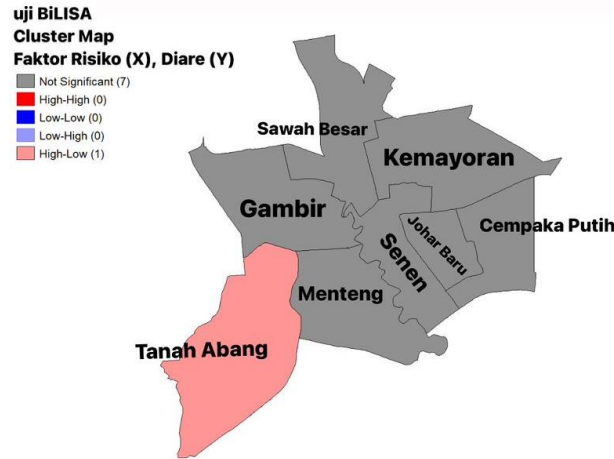 uji BiLISA
Cluster Map
Faktor Risiko (X), Diare (Y)
Not Significant (7)
High-High (0)
Low-Low (0)
Low-High (0)
High-Low (1)
Sawah Besar
Kemayoran
Gambir
Cempaka Putih
Johar Baru
Senen
Menteng
Tanah Abang